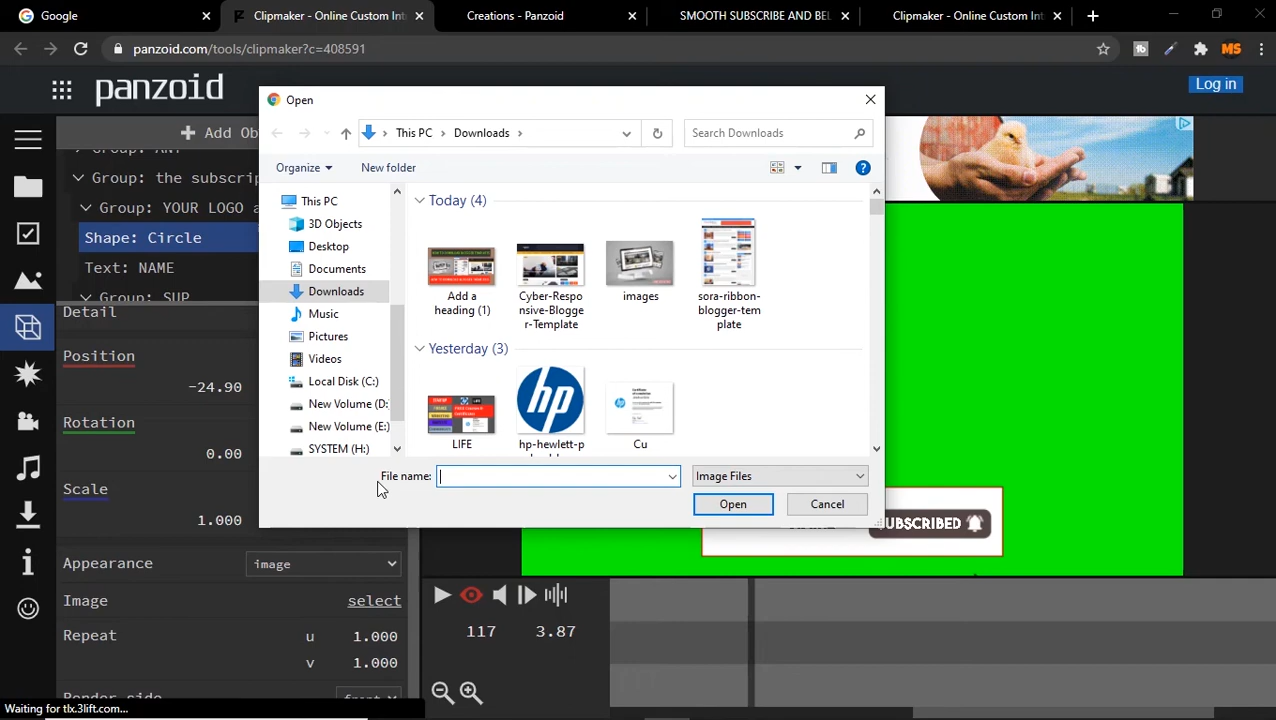 Google
Clipmaker - Online Custom Int
Creations - Panzoid
SMOOTH SUBSCRIBE AND BEL
Clipmaker - Online Custom Int
panzoid.com/tools/clipmaker?c=408591
MS
panzoid
Log in
Add Ob
Group: the subscrip
Group: YOUR LOGO a
Shape: Circle
Text: NAME
Group: SUP
Detail
Position
-24.90
Rotation
0.00
Scale
1.000
Appearance
image
Image
select
Repeat
u
1.000
v
1.000
Render side
front
Waiting for tlx.3lift.com...
Open
This PC
Downloads
Search Downloads
Organize
New folder
This PC
3D Objects
Desktop
Documents
Downloads
Music
Pictures
Videos
Local Disk (C:)
New Volume (D:
New Volume (E:)
SYSTEM (H:)
Today (4)
Add a
heading (1)
Cyber-Respo
nsive-Blogge
r-Template
images
sora-ribbon-
blogger-tem
plate
Yesterday (3)
LIFE
hp
hp-hewlett-p
Cu
File name:
Image Files
Open
Cancel
SUBSCRIBED
117
3.87